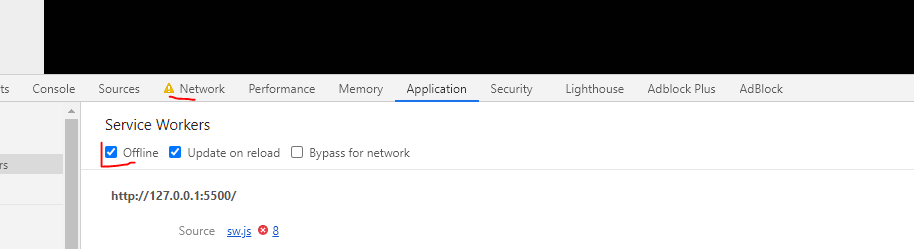 ts Console Sources Network Performance Memory Application Security Lighthouse Adblock Plus AdBlock
Service Workers
Offline Update on reload Bypass for network
rs
http://127.0.0.1:5500/
Source sw.js 8